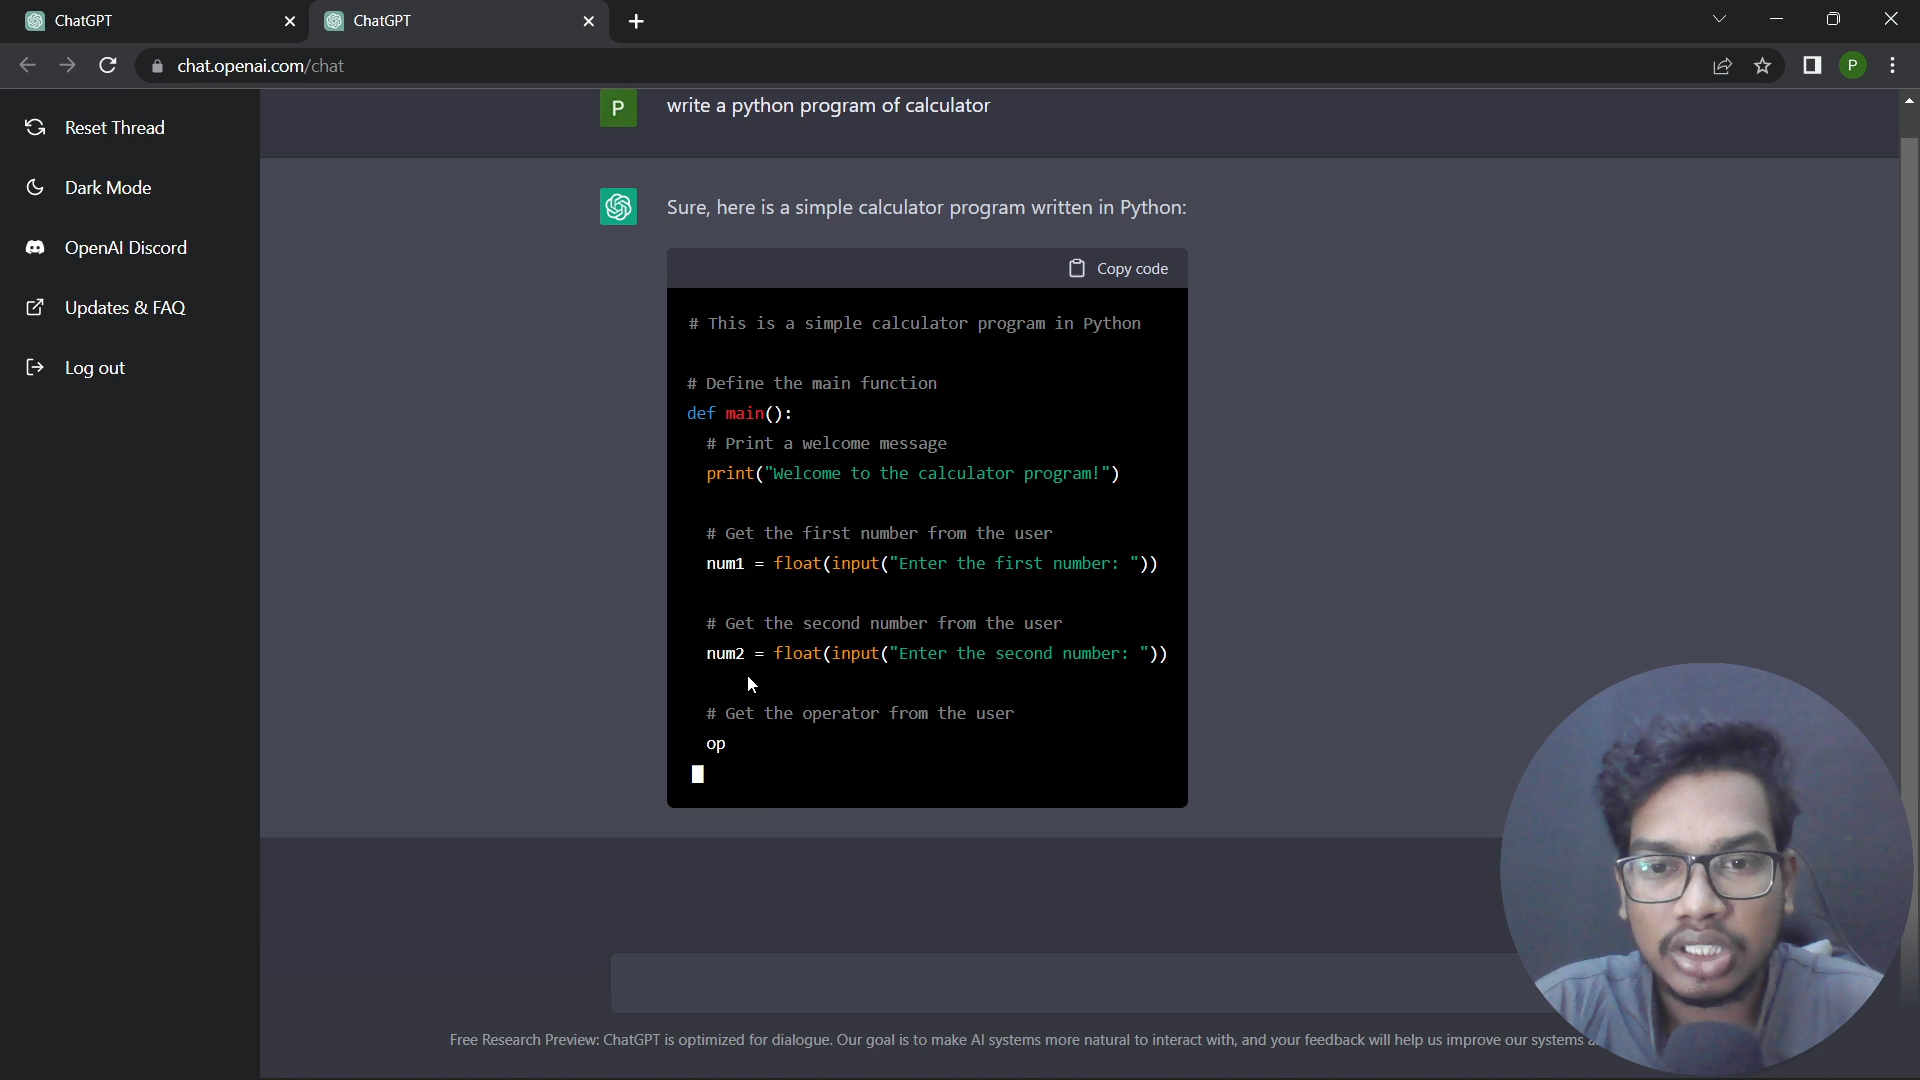 ChatGPT
ChatGPT
chat.openai.com/chat
P
Reset Thread
Dark Mode
OpenAI Discord
Updates & FAQ
Log out
P
write a python program of calculator
Sure, here is a simple calculator program written in Python:
Copy code
# This is a simple calculator program in Python
# Define the main function
def main():
# Print a welcome message
print("Welcome to the calculator program!")
# Get the first number from the user
num1 = float(input("Enter the first number: "))
# Get the second number from the user
num2 = float(input("Enter the second number: "))
# Get the operator from the user
op
Free Research Preview: ChatGPT is optimized for dialogue. Our goal is to make AI systems more natural to interact with, and your feedback will help us improve our systems